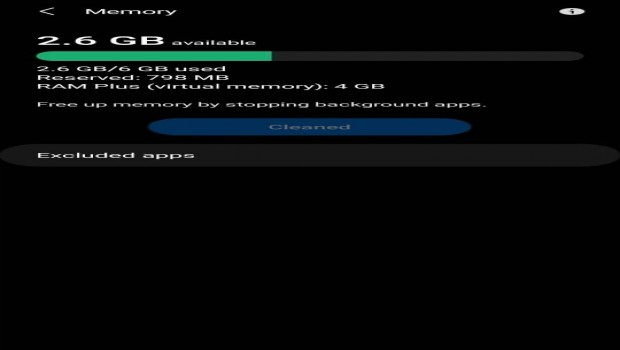 Memory
2.6 GB available
2.6 GB/6 GB used
Reserved: 798 MB
RAM Plus (virtual memory): 4 GB
Free up memory by stopping background apps.
Cleaned
Excluded apps